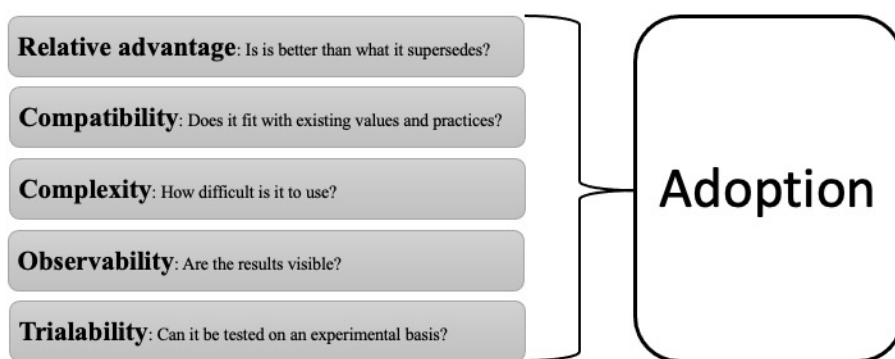 Relative advantage: Is is better than what it supersedes?
Compatibility: Does it fit with existing values and practices?
Complexity: How difficult is it to use?
Observability: Are the results visible?
Trialability: Can it be tested on an experimental basis?
Adoption